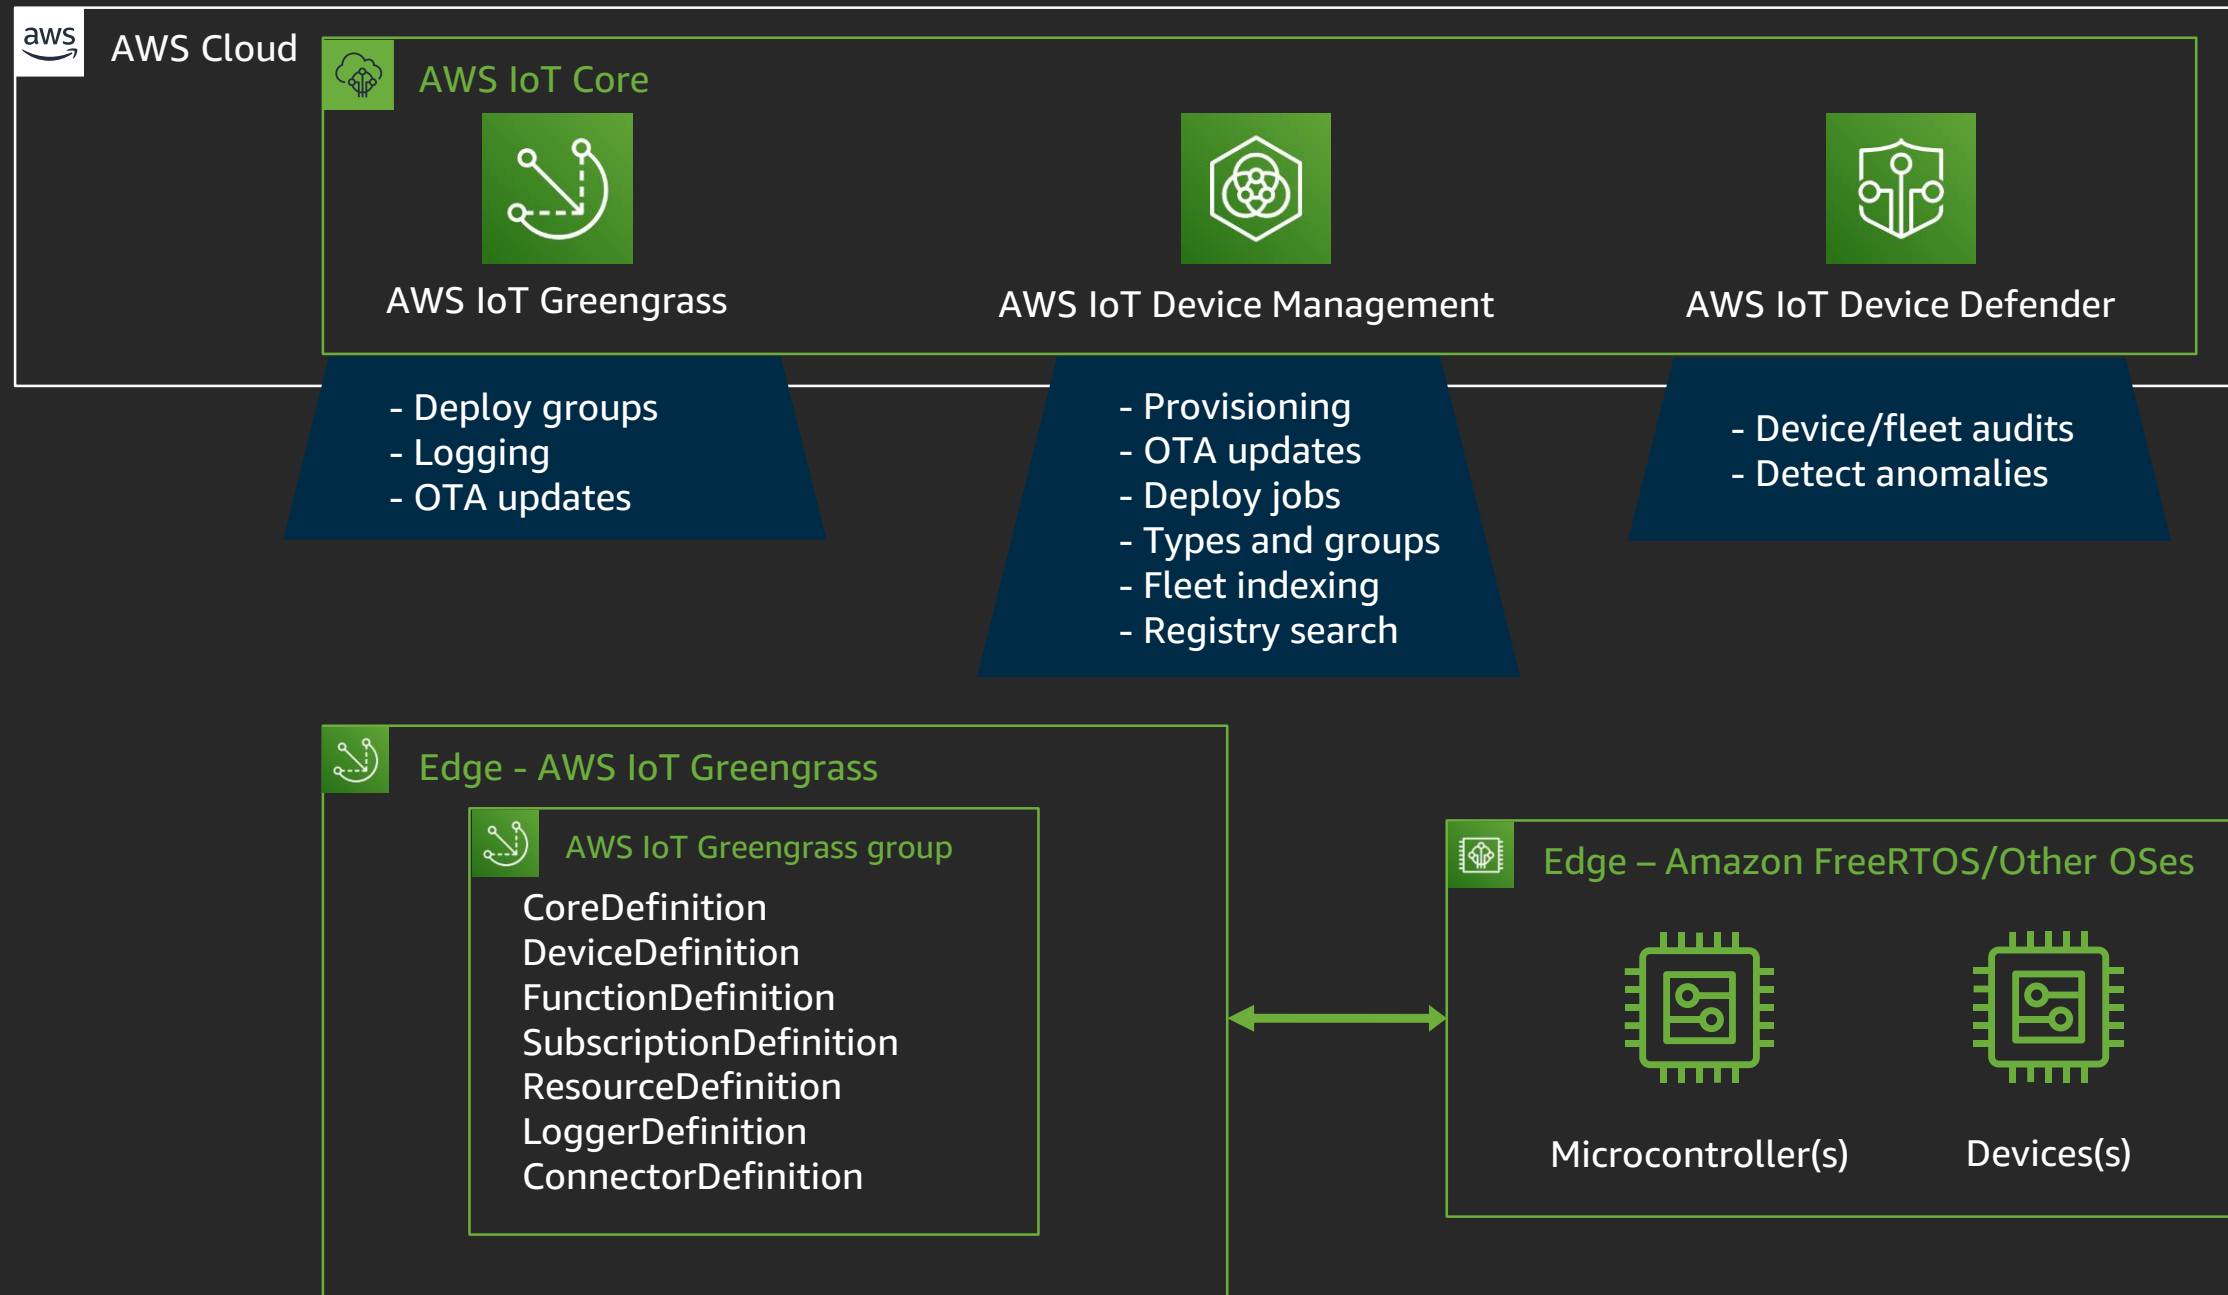 aws
AWS Cloud
AWS IoT Core
AWS IoT Greengrass
AWS IoT Device Management
AWS IoT Device Defender
- Deploy groups
- Logging
- OTA updates
- Provisioning
- OTA updates
- Deploy jobs
- Types and groups
- Fleet indexing
- Registry search
- Device/fleet audits
- Detect anomalies
Edge - AWS IoT Greengrass
AWS IoT Greengrass group
CoreDefinition
DeviceDefinition
FunctionDefinition
SubscriptionDefinition
ResourceDefinition
LoggerDefinition
ConnectorDefinition
Edge – Amazon FreeRTOS/Other OSes
Microcontroller(s)
Devices(s)